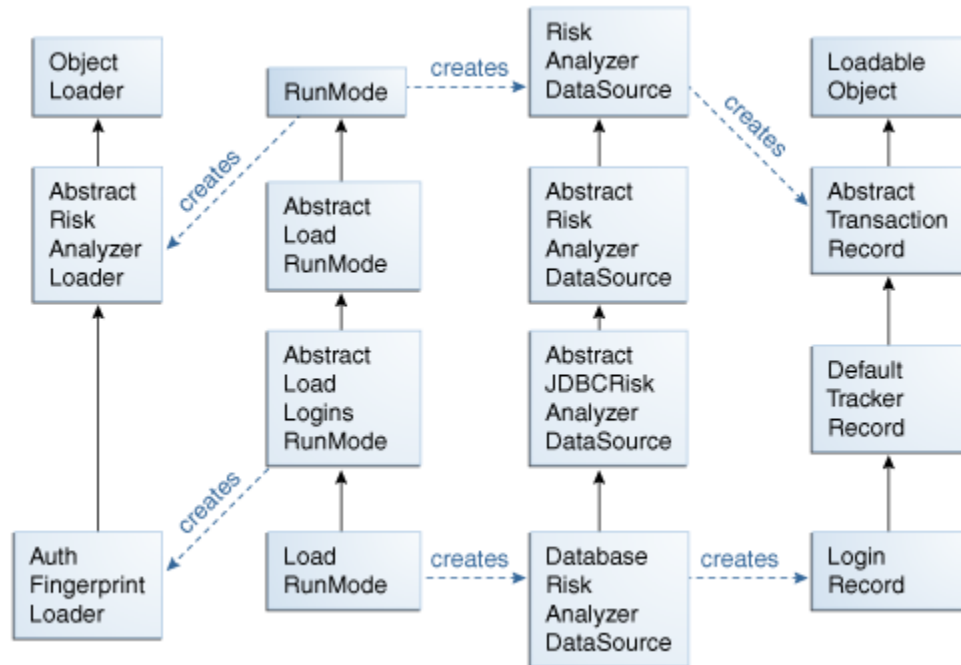 Object
Loader
RunMode
creates
Risk
Analyzer
DataSource
Loadable
Object
creates
creates
Abstract
Risk
Analyzer
Loader
Abstract
Load
RunMode
Abstract
Risk
Analyzer
DataSource
Abstract
Transaction
Record
Abstract
Load
Logins
RunMode
Abstract
JDBCRisk
Analyzer
DataSource
Default
Tracker
Record
creates
Auth
Fingerprint
Loader
Load
RunMode
creates
Database
Risk
Analyzer
DataSource
creates
Login
Record